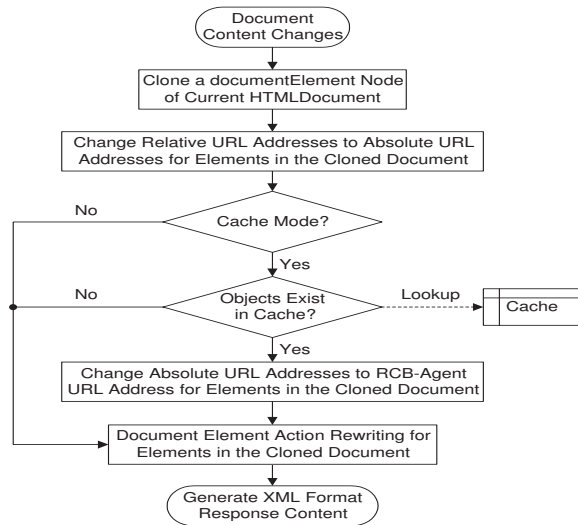 Document
Content Changes
Clone a documentElement Node
of Current HTMLDocument
Change Relative URL Addresses to Absolute URL
Addresses for Elements in the Cloned Document
No
Cache Mode?
Yes
No
Objects Exist
in Cache?
Lookup
Cache
Yes
Change Absolute URL Addresses to RCB-Agent
URL Address for Elements in the Cloned Document
Document Element Action Rewriting for
Elements in the Cloned Document
Generate XML Format
Response Content